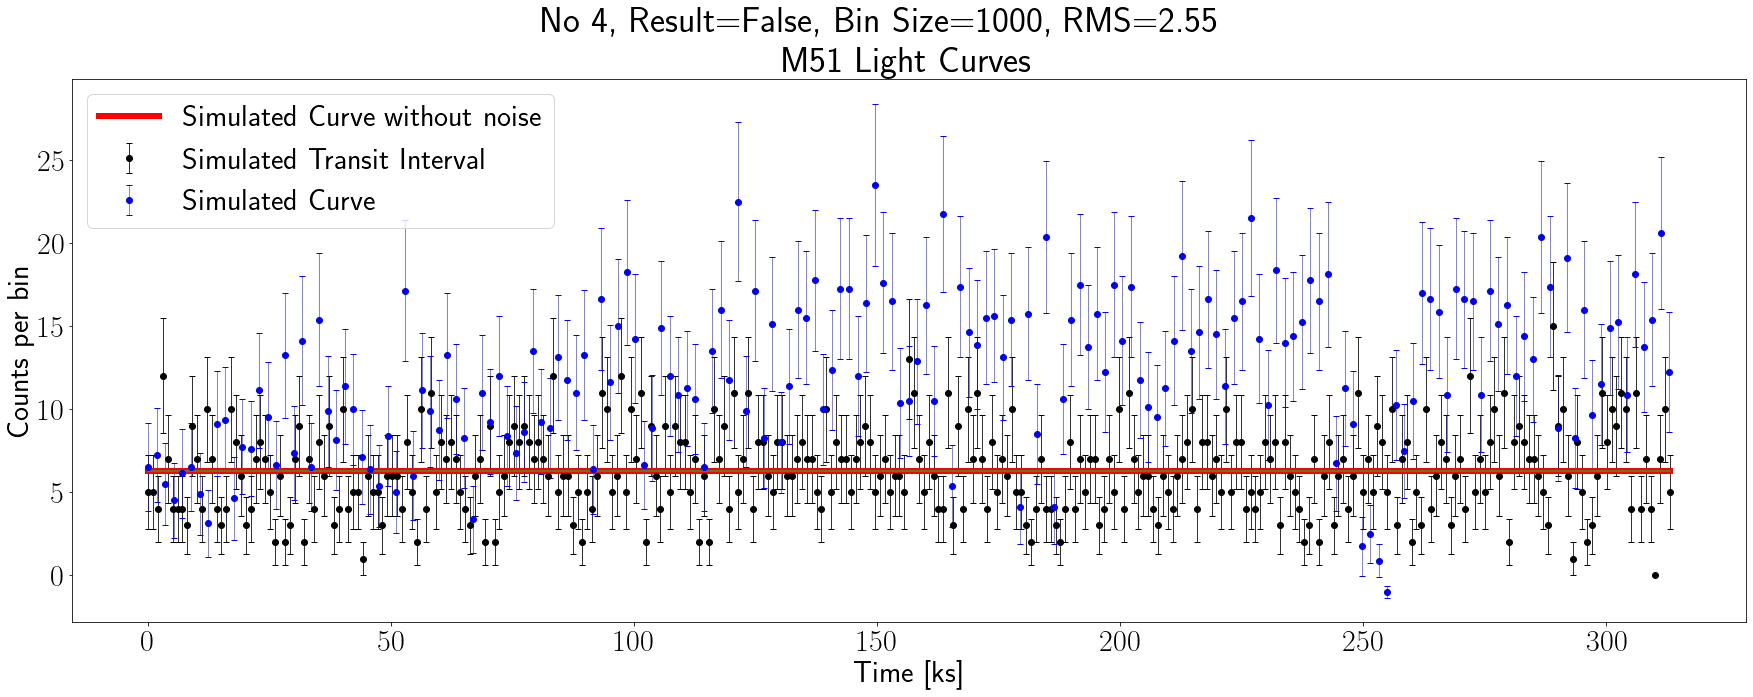 No 4, Result=False, Bin Size=1000, RMS=2.55
M51 Light Curves
Simulated Curve without noise
Simulated Transit Interval
Simulated Curve
Counts per bin
25
20
15
10
5
0
0 50 100 150 200 250 300
Time [ks]